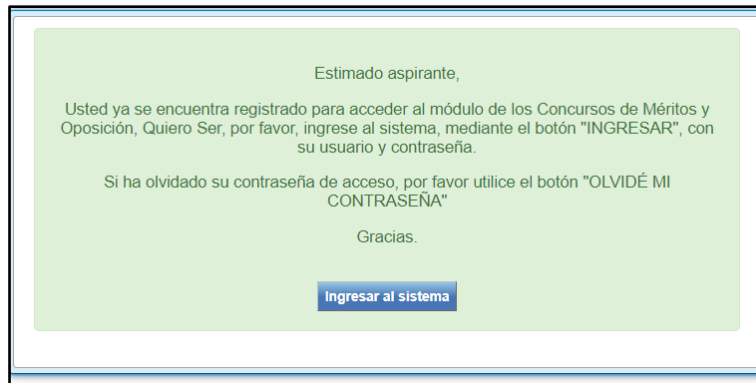 Estimado aspirante,
Usted ya se encuentra registrado para acceder al módulo de los Concursos de Méritos y
Oposición, Quiero Ser, por favor, ingrese al sistema, mediante el botón "INGRESAR", con
su usuario y contraseña.
Si ha olvidado su contraseña de acceso, por favor utilice el botón "OLVIDÉ MI
CONTRASEÑA"
Gracias.
Ingresar al sistema